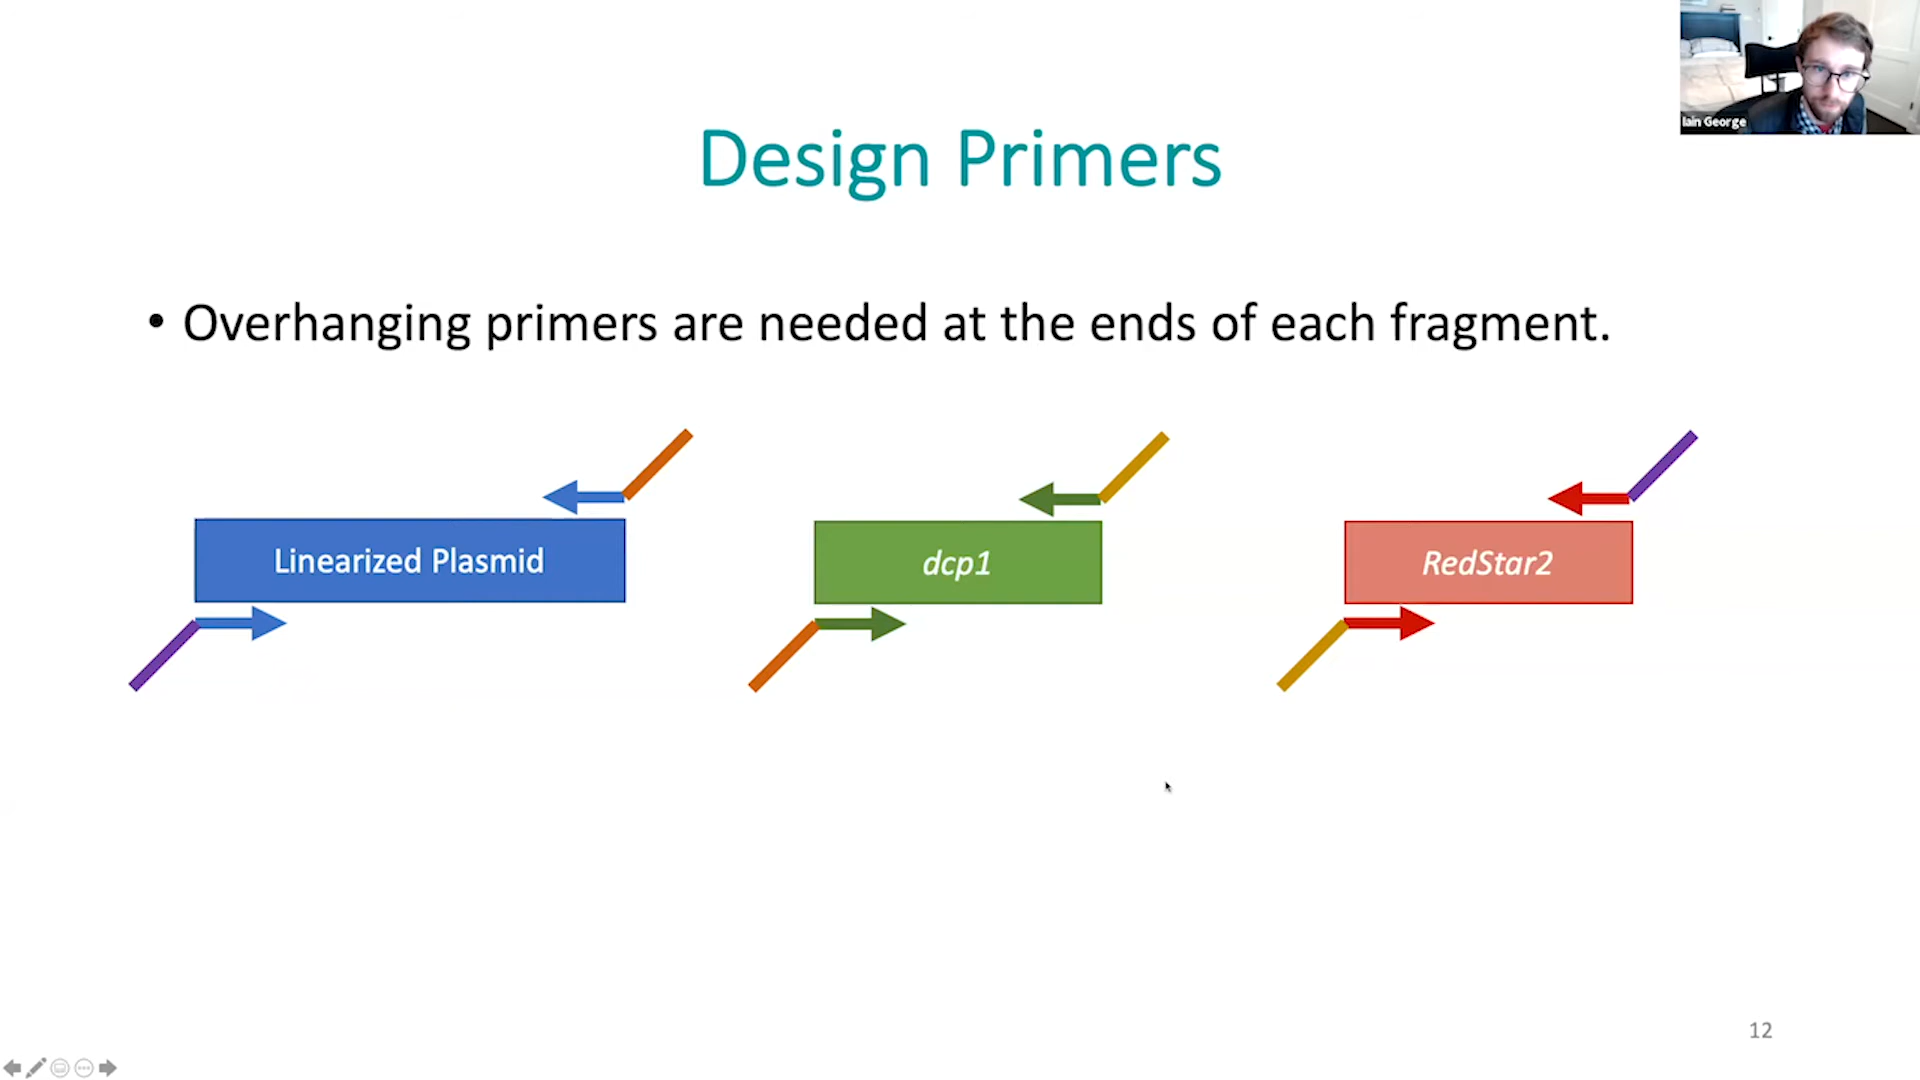 Iain George
Design Primers
• Overhanging primers are needed at the ends of each fragment.
Linearized Plasmid
dcp1
RedStar2
12